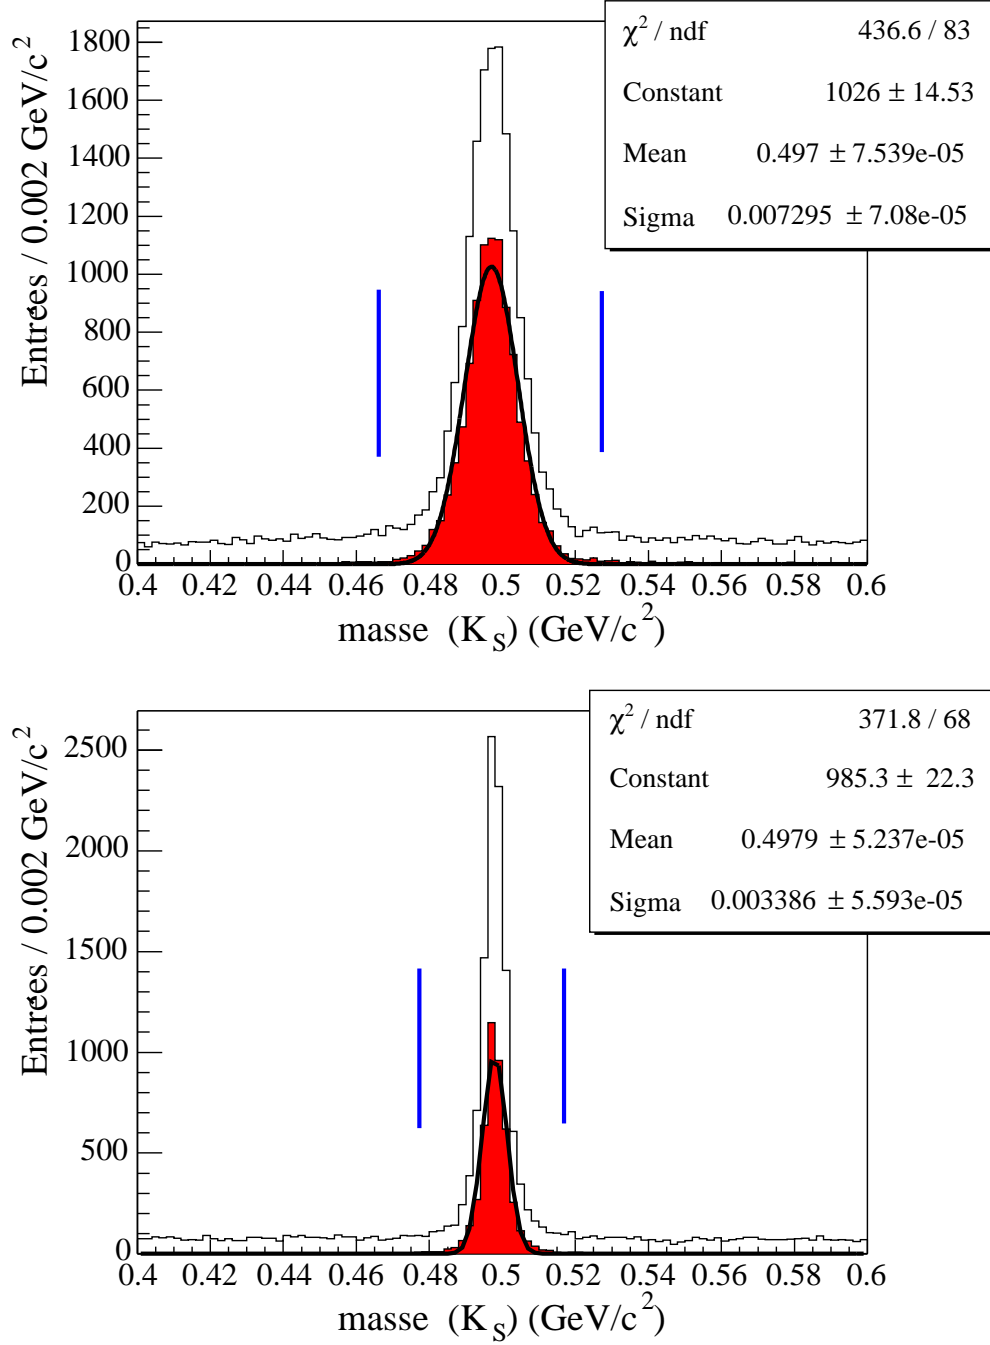 χ² / ndf 436.6 / 83
Constant 1026 ± 14.53
Mean 0.497 ± 7.539e-05
Sigma 0.007295 ± 7.08e-05
Entrées / 0.002 GeV/c²
1800
1600
1400
1200
1000
800
600
400
200
0
0.4 0.42 0.44 0.46 0.48 0.5 0.52 0.54 0.56 0.58 0.6
masse (K_S) (GeV/c²)
χ² / ndf 371.8 / 68
Constant 985.3 ± 22.3
Mean 0.4979 ± 5.237e-05
Sigma 0.003386 ± 5.593e-05
Entrées / 0.002 GeV/c²
2500
2000
1500
1000
500
0
0.4 0.42 0.44 0.46 0.48 0.5 0.52 0.54 0.56 0.58 0.6
masse (K_S) (GeV/c²)